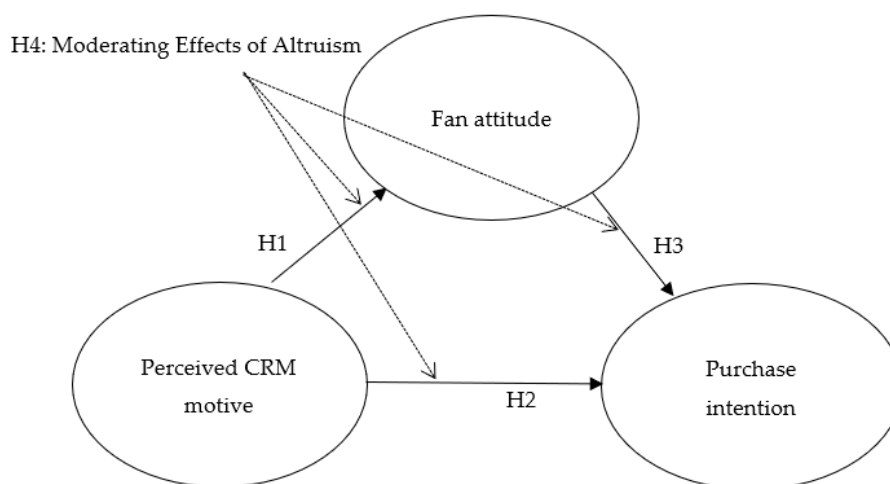 H4: Moderating Effects of Altruism
Fan attitude
H1
H3
Perceived CRM
motive
H2
Purchase
intention